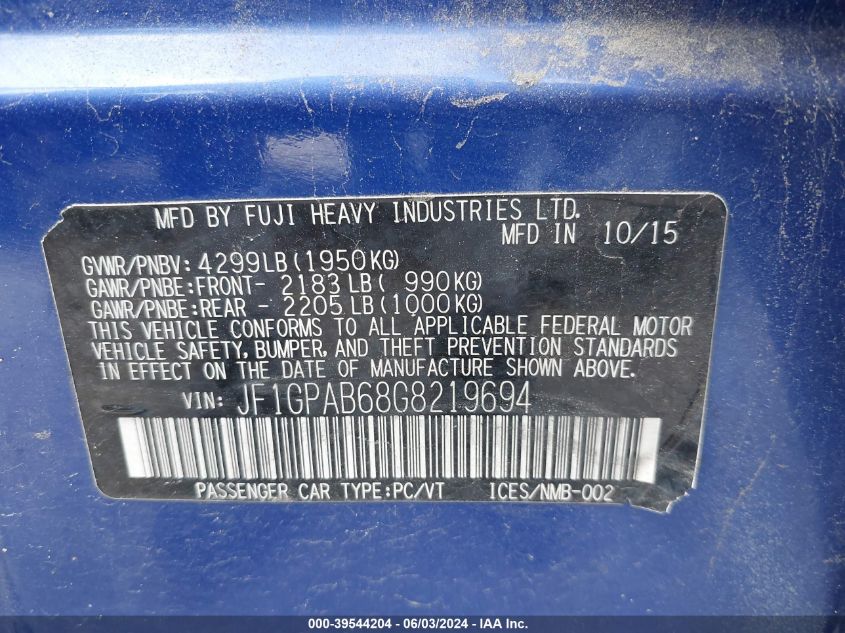 MFD BY FUJI HEAVY INDUSTRIES LTD.
MFD IN 10/15
GVWR/PNBV: 4299LB(1950KG)
GAWR/PNBE:FRONT- 2183LB( 990KG)
GAWR/PNBE:REAR - 2205LB(1000KG)
THIS VEHICLE CONFORMS TO ALL APPLICABLE FEDERAL MOTOR
VEHICLE SAFETY, BUMPER, AND THEFT PREVENTION STANDARDS
IN EFFECT ON THE DATE OF MANUFACTURE SHOWN ABOVE.
VIN: JF1GPAB68G8219694
PASSENGER CAR TYPE:PC/VT ICES/NMB-002
000-39544204 - 06/03/2024 - IAA Inc.